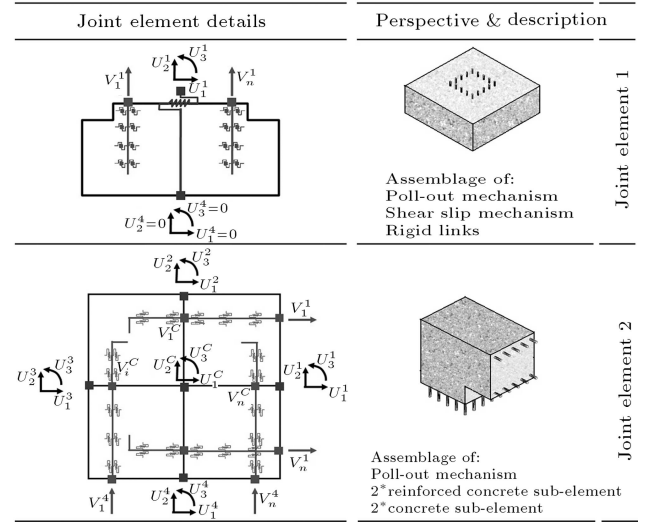 Joint element details
Perspective & description
U_3^1
U_2^1
V_1^1
V_n^1
U_1^1
Assemblage of:
Poll-out mechanism
Shear slip mechanism
Rigid links
Joint element 1
U_3^4=0
U_2^4=0
U_1^4=0
U_3^2
U_2^2
U_1^2
V_1^1
V_1^C
U_3^C
U_2^C
U_1^C
V_i^C
V_n^C
U_3^3
U_2^3
U_1^3
U_3^1
U_2^1
U_1^1
V_n^1
V_1^4
U_3^4
U_2^4
U_1^4
V_n^4
Assemblage of:
Poll-out mechanism
2*reinforced concrete sub-element
2*concrete sub-element
Joint element 2